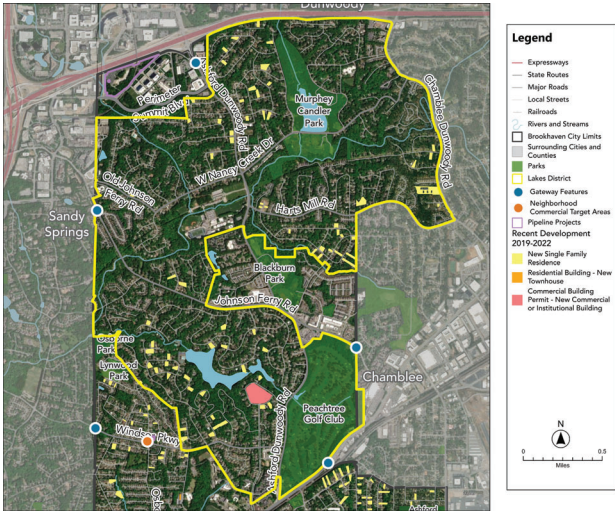 Dunwoody
Perimeter
Summit Blvd
Ashford Dunwoody Rd
Murphey
Candler
Park
Chamblee Dunwoody Rd
W Nancy Creek Dr
Old Johnson
Ferry Rd
Sandy
Springs
Harts Mill Rd
Blackburn
Park
Johnson Ferry Rd
Osborne
Park
Lynwood
Park
Chamblee
Peachtree
Golf Club
Ashford Dunwoody Rd
Windsor Pkwy
Ashford
Legend
Expressways
State Routes
Major Roads
Local Streets
Railroads
Rivers and Streams
Brookhaven City Limits
Surrounding Cities and
Counties
Parks
Lakes District
Gateway Features
Neighborhood
Commercial Target Areas
Pipeline Projects
Recent Development
2019-2022
New Single Family
Residence
Residential Building - New
Townhouse
Commercial Building
Permit - New Commercial
or Institutional Building
N
0
0.5
Miles